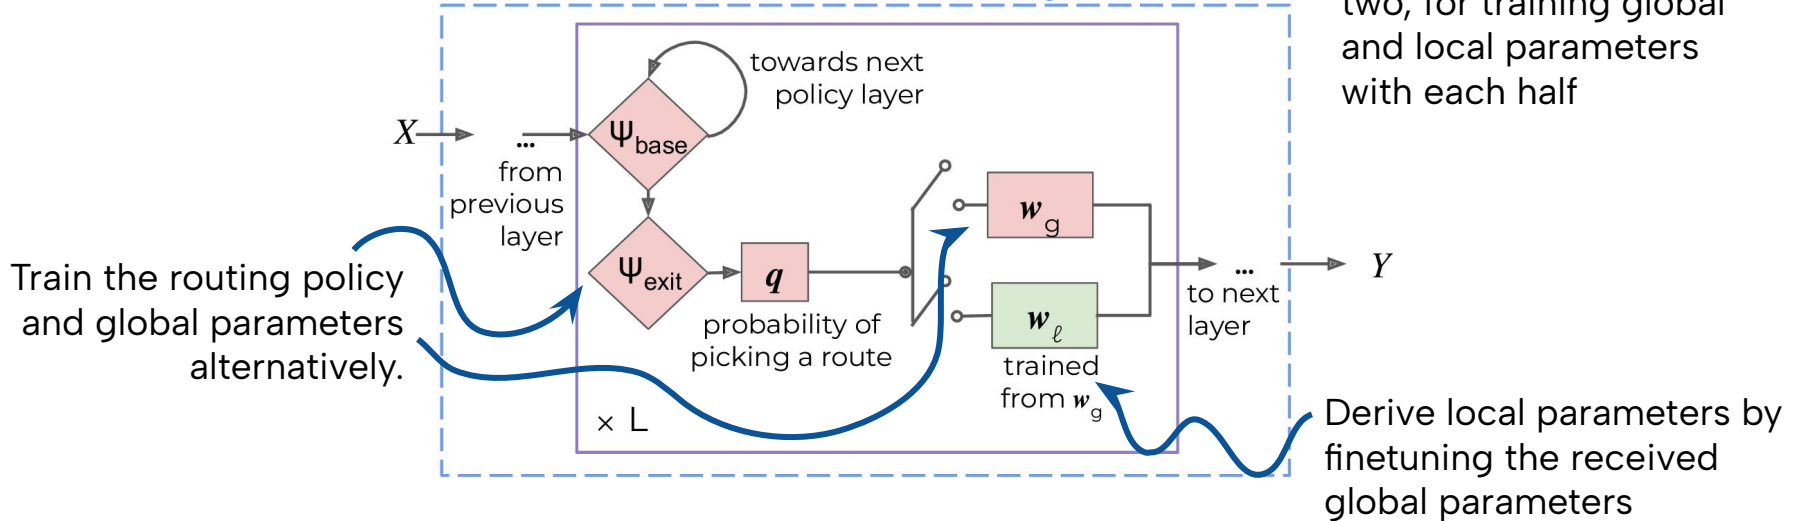 two, for training global
and local parameters
with each half
towards next
policy layer
X
...
from
previous
layer
Ψbase
Ψexit
q
probability of
picking a route
wg
wℓ
trained
from wg
× L
...
to next
layer
Y
Train the routing policy
and global parameters
alternatively.
Derive local parameters by
finetuning the received
global parameters